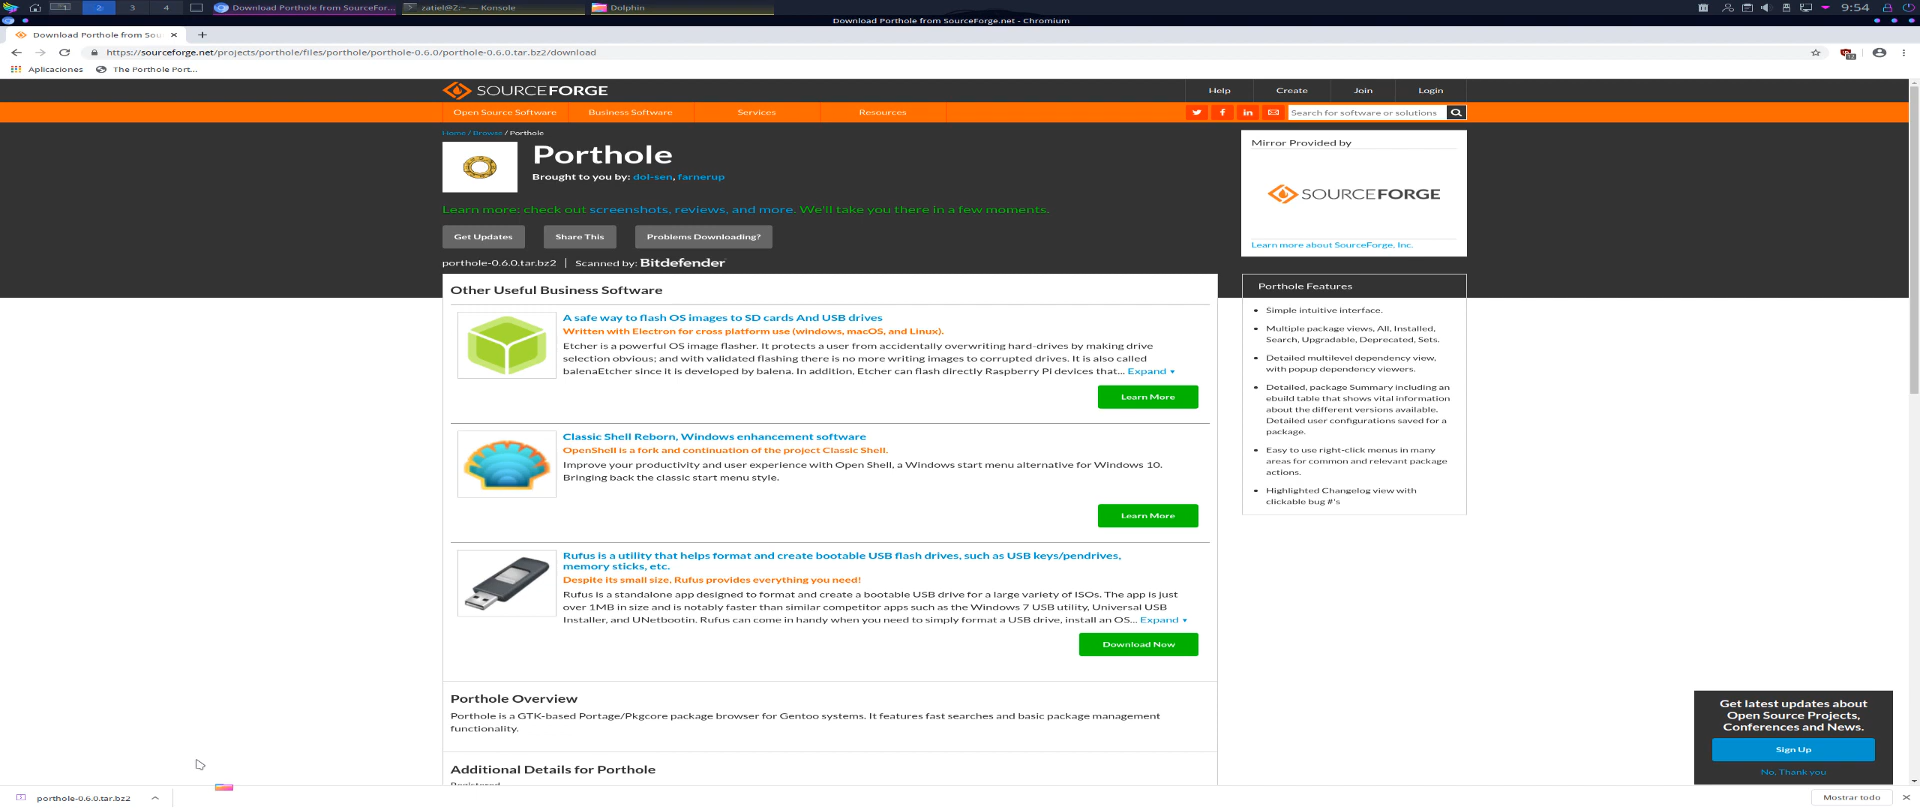 1 2 3 4 Download Porthole from SourceFor... zatiel@Z:~ — Konsole Dolphin 9:54
Download Porthole from SourceForge.net - Chromium
Download Porthole from Sou
https://sourceforge.net/projects/porthole/files/porthole/porthole-0.6.0/porthole-0.6.0.tar.bz2/download
Aplicaciones The Porthole Port...
SOURCEFORGE Help Create Join Login
Open Source Software Business Software Services Resources Search for software or solutions
Home / Browse / Porthole
Porthole
Brought to you by: dol-sen, farnerup
Learn more: check out screenshots, reviews, and more. We'll take you there in a few moments.
Get Updates Share This Problems Downloading?
porthole-0.6.0.tar.bz2 | Scanned by: Bitdefender
Mirror Provided by
SOURCEFORGE
Learn more about SourceForge, Inc.
Other Useful Business Software
A safe way to flash OS images to SD cards And USB drives
Written with Electron for cross platform use (windows, macOS, and Linux).
Etcher is a powerful OS image flasher. It protects a user from accidentally overwriting hard-drives by making drive
selection obvious; and with validated flashing there is no more writing images to corrupted drives. It is also called
balenaEtcher since it is developed by balena. In addition, Etcher can flash directly Raspberry Pi devices that... Expand
Learn More
Classic Shell Reborn, Windows enhancement software
OpenShell is a fork and continuation of the project Classic Shell.
Improve your productivity and user experience with Open Shell, a Windows start menu alternative for Windows 10.
Bringing back the classic start menu style.
Learn More
Rufus is a utility that helps format and create bootable USB flash drives, such as USB keys/pendrives,
memory sticks, etc.
Despite its small size, Rufus provides everything you need!
Rufus is a standalone app designed to format and create a bootable USB drive for a large variety of ISOs. The app is just
over 1MB in size and is notably faster than similar competitor apps such as the Windows 7 USB utility, Universal USB
Installer, and UNetbootin. Rufus can come in handy when you need to simply format a USB drive, install an OS... Expand
Download Now
Porthole Features
Simple intuitive interface.
Multiple package views, All, Installed,
Search, Upgradable, Deprecated, Sets.
Detailed multilevel dependency view,
with popup dependency viewers.
Detailed, package Summary including an
ebuild table that shows vital information
about the different versions available.
Detailed user configurations saved for a
package.
Easy to use right-click menus in many
areas for common and relevant package
actions.
Highlighted Changelog view with
clickable bug #'s
Porthole Overview
Porthole is a GTK-based Portage/Pkgcore package browser for Gentoo systems. It features fast searches and basic package management
functionality.
Additional Details for Porthole
Registered
Get latest updates about
Open Source Projects,
Conferences and News.
Sign Up
No, Thank you
porthole-0.6.0.tar.bz2 Mostrar todo